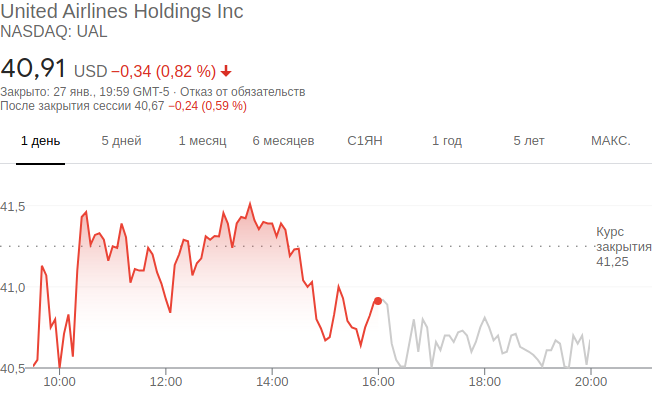 United Airlines Holdings Inc
NASDAQ: UAL
40,91 USD −0,34 (0,82 %)
Закрыто: 27 янв., 19:59 GMT-5 · Отказ от обязательств
После закрытия сессии 40,67 −0,24 (0,59 %)
1 день 5 дней 1 месяц 6 месяцев С1ЯН 1 год 5 лет МАКС.
41,5
Курс
закрытия
41,25
41,0
40,5
10:00 12:00 14:00 16:00 18:00 20:00